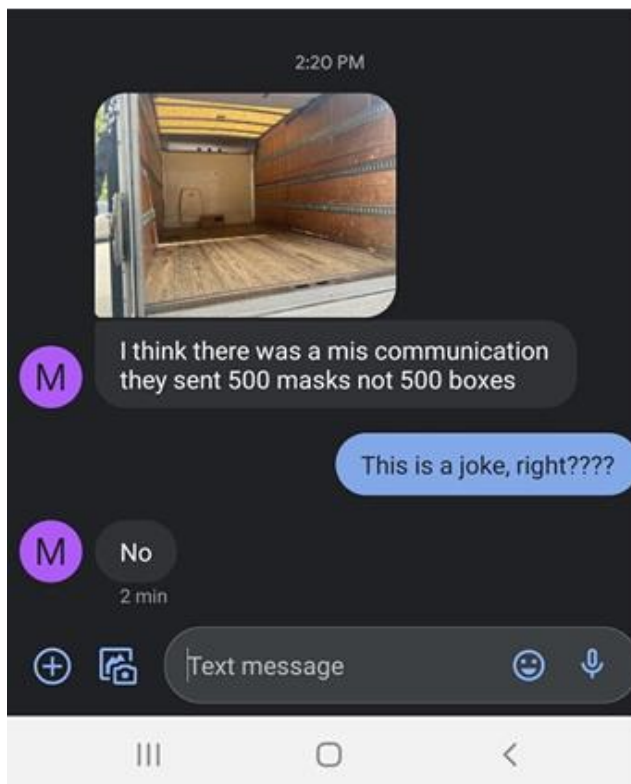 2:20 PM
I think there was a mis communication
they sent 500 masks not 500 boxes
M
This is a joke, right????
M
No
2 min
Text message